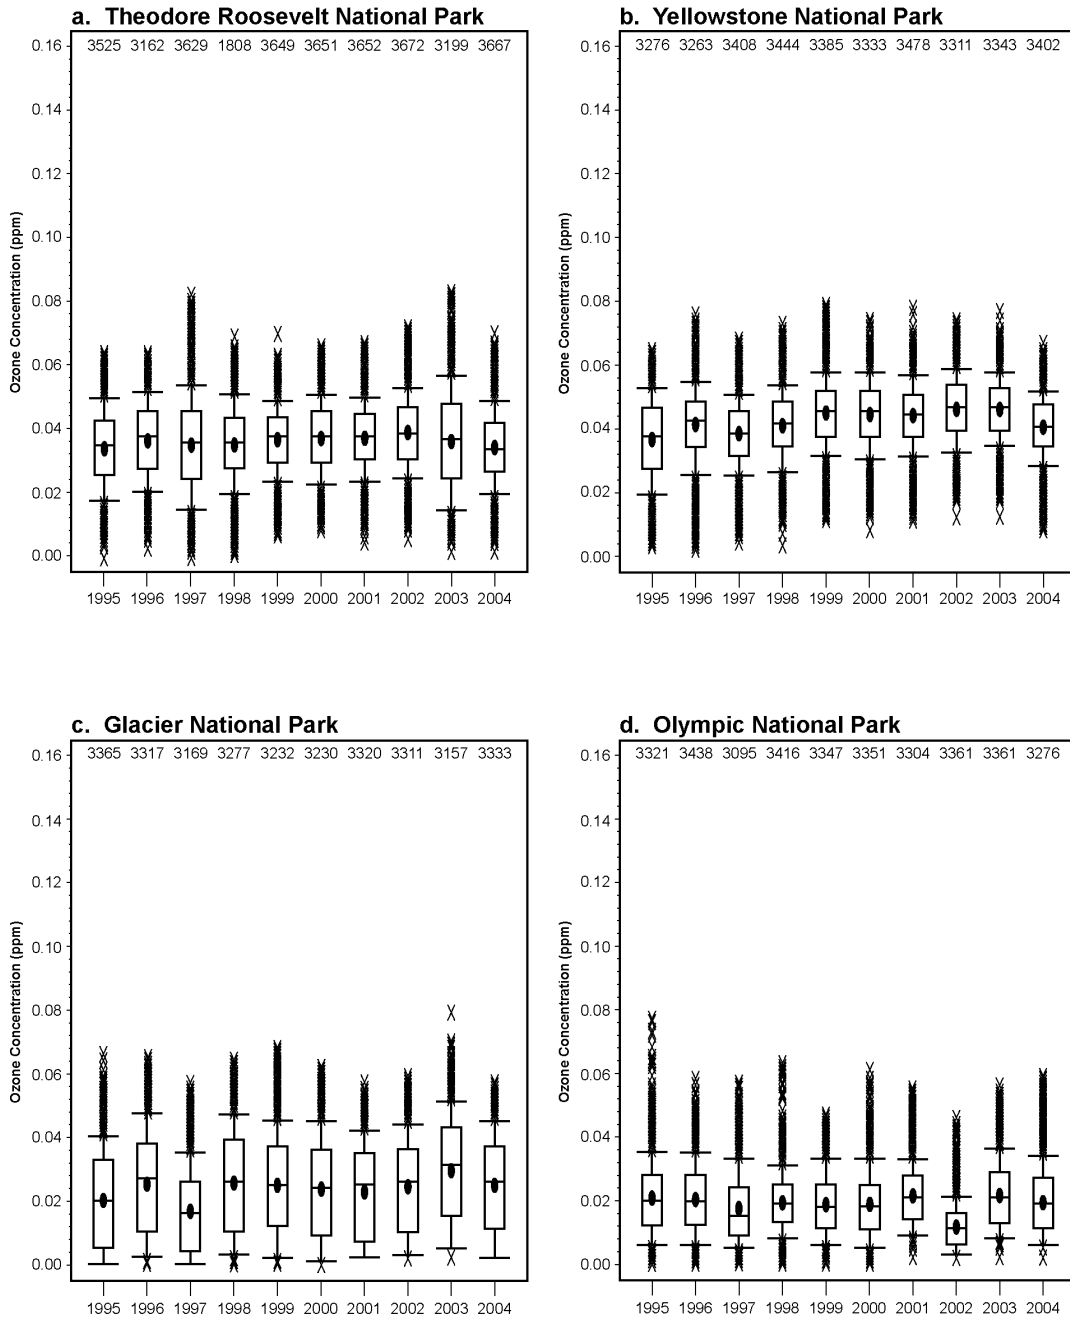 a. Theodore Roosevelt National Park
3525 3162 3629 1808 3649 3651 3652 3672 3199 3667
0.16
0.14
0.12
0.10
0.08
0.06
0.04
0.02
0.00
Ozone Concentration (ppm)
1995 1996 1997 1998 1999 2000 2001 2002 2003 2004
b. Yellowstone National Park
3276 3263 3408 3444 3385 3333 3478 3311 3343 3402
0.16
0.14
0.12
0.10
0.08
0.06
0.04
0.02
0.00
Ozone Concentration (ppm)
1995 1996 1997 1998 1999 2000 2001 2002 2003 2004
c. Glacier National Park
3365 3317 3169 3277 3232 3230 3320 3311 3157 3333
0.16
0.14
0.12
0.10
0.08
0.06
0.04
0.02
0.00
Ozone Concentration (ppm)
1995 1996 1997 1998 1999 2000 2001 2002 2003 2004
d. Olympic National Park
3321 3438 3095 3416 3347 3351 3304 3361 3361 3276
0.16
0.14
0.12
0.10
0.08
0.06
0.04
0.02
0.00
Ozone Concentration (ppm)
1995 1996 1997 1998 1999 2000 2001 2002 2003 2004